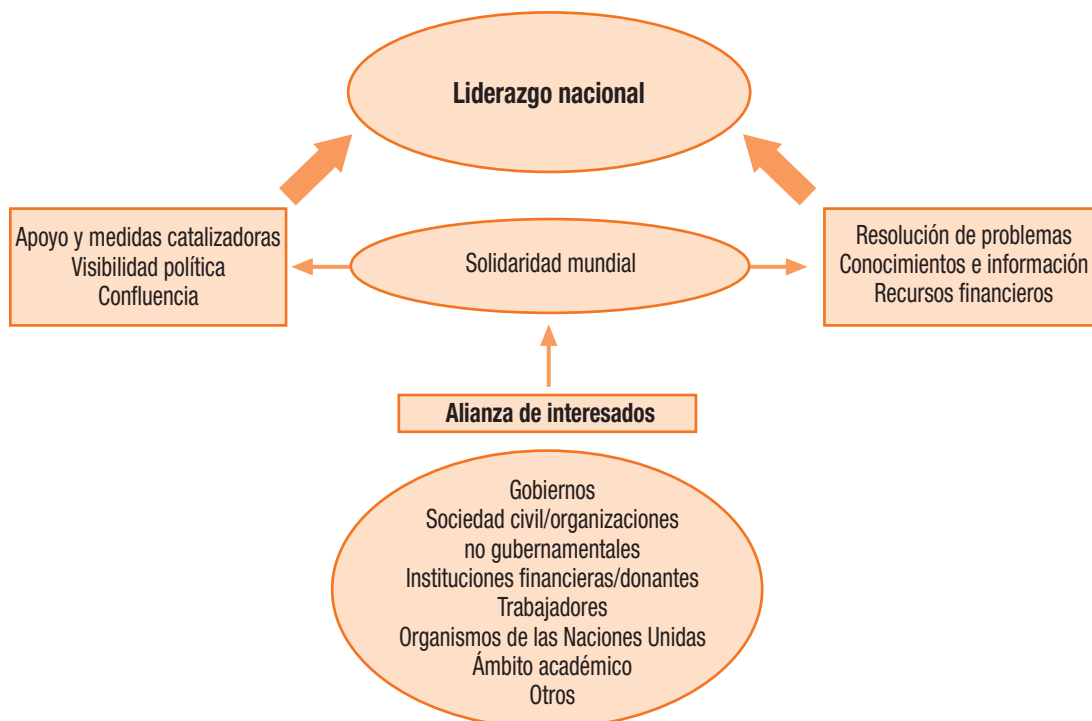 Liderazgo nacional
Apoyo y medidas catalizadoras
Visibilidad política
Confluencia
Solidaridad mundial
Resolución de problemas
Conocimientos e información
Recursos financieros
Alianza de interesados
Gobiernos
Sociedad civil/organizaciones
no gubernamentales
Instituciones financieras/donantes
Trabajadores
Organismos de las Naciones Unidas
Ámbito académico
Otros